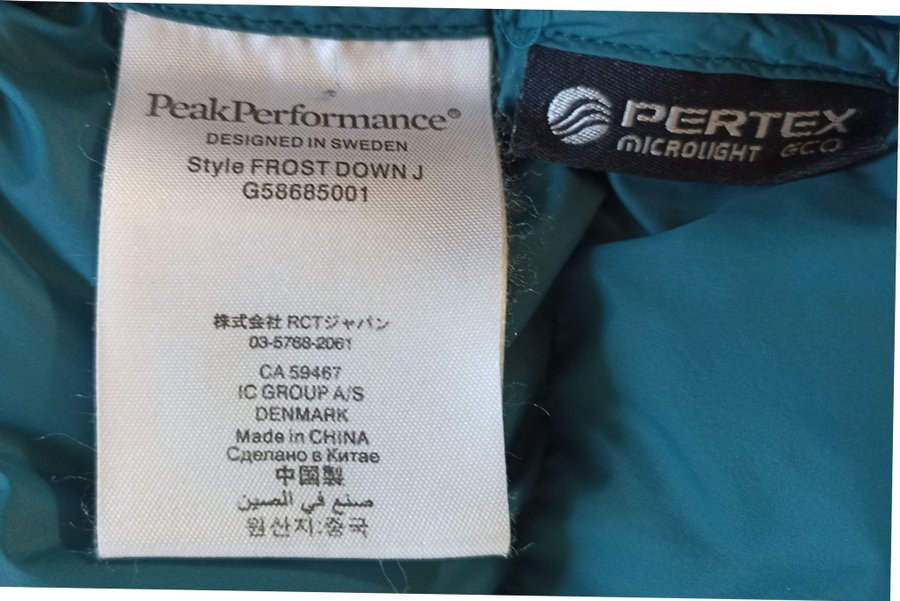 PeakPerformance®
DESIGNED IN SWEDEN
Style FROST DOWN J
G58685001
株式会社 RCTジャパン
03-5768-2061
CA 59467
IC GROUP A/S
DENMARK
Made in CHINA
Сделано в Китае
中国製
صنع في الصين
원산지:중국
PERTEX
MICROLIGHT ECO